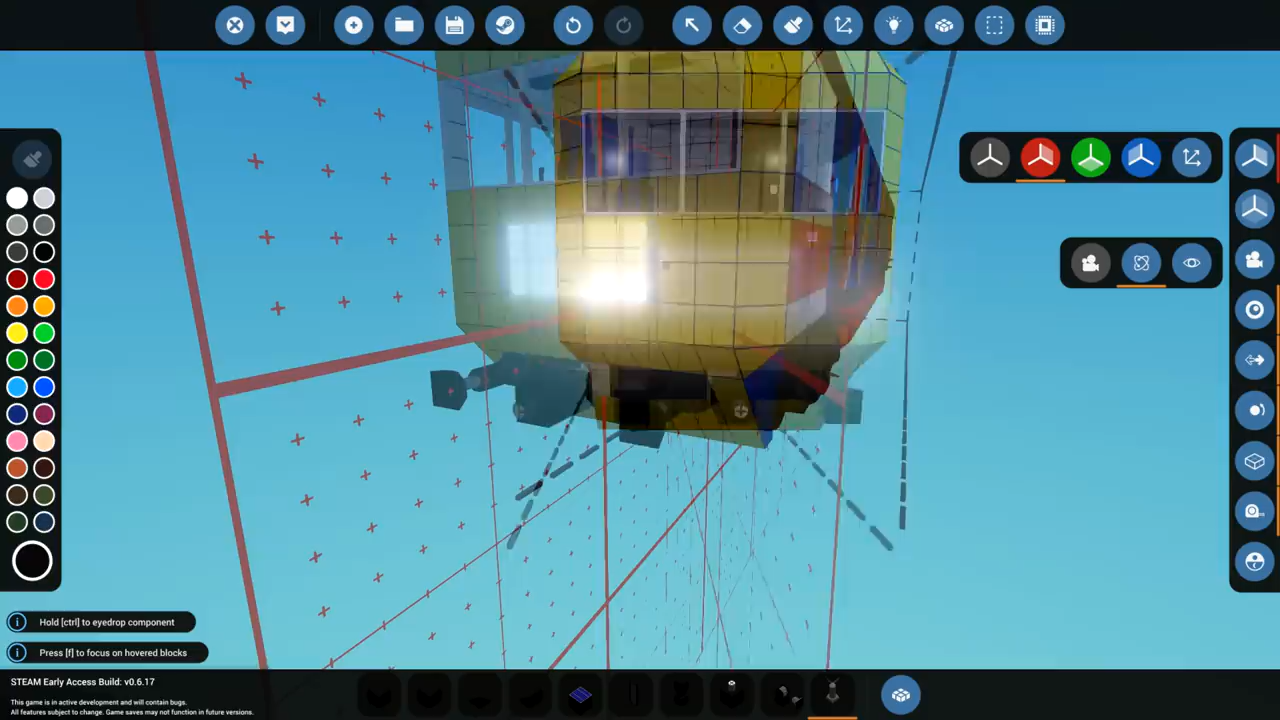 Hold [ctrl] to eyedrop component
Press [f] to focus on hovered blocks
STEAM Early Access Build: v0.6.17
This game is in active development and will contain bugs.
All features subject to change. Game saves may not function in future versions.